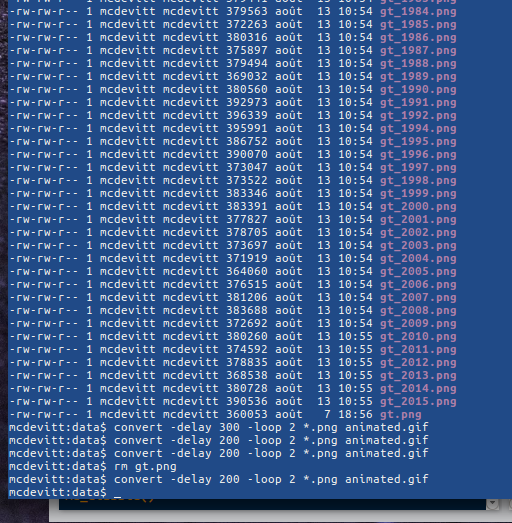 -rw-rw-r-- 1 mcdevitt mcdevitt 379563 août  13 10:54 gt_1984.png
-rw-rw-r-- 1 mcdevitt mcdevitt 372263 août  13 10:54 gt_1985.png
-rw-rw-r-- 1 mcdevitt mcdevitt 380316 août  13 10:54 gt_1986.png
-rw-rw-r-- 1 mcdevitt mcdevitt 375897 août  13 10:54 gt_1987.png
-rw-rw-r-- 1 mcdevitt mcdevitt 379494 août  13 10:54 gt_1988.png
-rw-rw-r-- 1 mcdevitt mcdevitt 369032 août  13 10:54 gt_1989.png
-rw-rw-r-- 1 mcdevitt mcdevitt 380560 août  13 10:54 gt_1990.png
-rw-rw-r-- 1 mcdevitt mcdevitt 392973 août  13 10:54 gt_1991.png
-rw-rw-r-- 1 mcdevitt mcdevitt 396339 août  13 10:54 gt_1992.png
-rw-rw-r-- 1 mcdevitt mcdevitt 395991 août  13 10:54 gt_1994.png
-rw-rw-r-- 1 mcdevitt mcdevitt 386752 août  13 10:54 gt_1995.png
-rw-rw-r-- 1 mcdevitt mcdevitt 390070 août  13 10:54 gt_1996.png
-rw-rw-r-- 1 mcdevitt mcdevitt 373047 août  13 10:54 gt_1997.png
-rw-rw-r-- 1 mcdevitt mcdevitt 373522 août  13 10:54 gt_1998.png
-rw-rw-r-- 1 mcdevitt mcdevitt 383346 août  13 10:54 gt_1999.png
-rw-rw-r-- 1 mcdevitt mcdevitt 383391 août  13 10:54 gt_2000.png
-rw-rw-r-- 1 mcdevitt mcdevitt 377827 août  13 10:54 gt_2001.png
-rw-rw-r-- 1 mcdevitt mcdevitt 378705 août  13 10:54 gt_2002.png
-rw-rw-r-- 1 mcdevitt mcdevitt 373697 août  13 10:54 gt_2003.png
-rw-rw-r-- 1 mcdevitt mcdevitt 371919 août  13 10:54 gt_2004.png
-rw-rw-r-- 1 mcdevitt mcdevitt 364060 août  13 10:54 gt_2005.png
-rw-rw-r-- 1 mcdevitt mcdevitt 376515 août  13 10:54 gt_2006.png
-rw-rw-r-- 1 mcdevitt mcdevitt 381206 août  13 10:54 gt_2007.png
-rw-rw-r-- 1 mcdevitt mcdevitt 383688 août  13 10:54 gt_2008.png
-rw-rw-r-- 1 mcdevitt mcdevitt 372692 août  13 10:54 gt_2009.png
-rw-rw-r-- 1 mcdevitt mcdevitt 380260 août  13 10:55 gt_2010.png
-rw-rw-r-- 1 mcdevitt mcdevitt 374592 août  13 10:55 gt_2011.png
-rw-rw-r-- 1 mcdevitt mcdevitt 378835 août  13 10:55 gt_2012.png
-rw-rw-r-- 1 mcdevitt mcdevitt 368538 août  13 10:55 gt_2013.png
-rw-rw-r-- 1 mcdevitt mcdevitt 380728 août  13 10:55 gt_2014.png
-rw-rw-r-- 1 mcdevitt mcdevitt 390536 août  13 10:55 gt_2015.png
-rw-rw-r-- 1 mcdevitt mcdevitt 360053 août   7 18:56 gt.png
mcdevitt:data$ convert -delay 300 -loop 2 *.png animated.gif
mcdevitt:data$ convert -delay 200 -loop 2 *.png animated.gif
mcdevitt:data$ convert -delay 200 -loop 2 *.png animated.gif
mcdevitt:data$ rm gt.png
mcdevitt:data$ convert -delay 200 -loop 2 *.png animated.gif
mcdevitt:data$ _